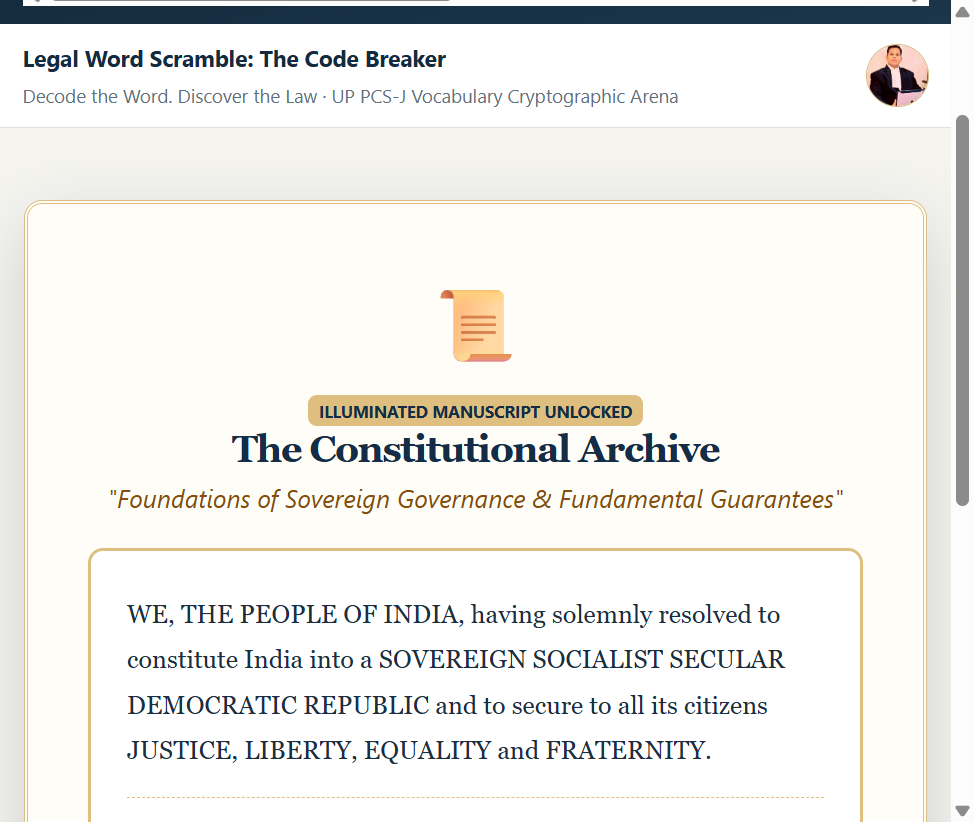 Legal Word Scramble: The Code Breaker
Decode the Word. Discover the Law · UP PCS-J Vocabulary Cryptographic Arena
ILLUMINATED MANUSCRIPT UNLOCKED
The Constitutional Archive
"Foundations of Sovereign Governance & Fundamental Guarantees"
WE, THE PEOPLE OF INDIA, having solemnly resolved to
constitute India into a SOVEREIGN SOCIALIST SECULAR
DEMOCRATIC REPUBLIC and to secure to all its citizens
JUSTICE, LIBERTY, EQUALITY and FRATERNITY.